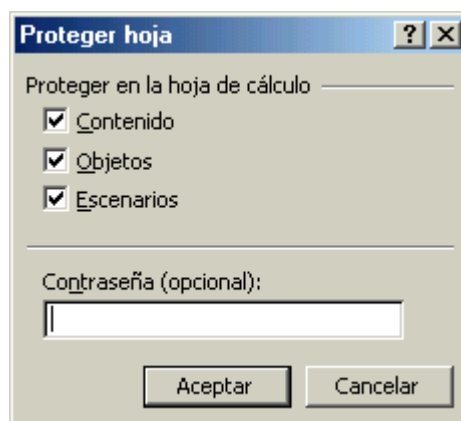 Proteger hoja
Proteger en la hoja de cálculo
Contenido
Objetos
Escenarios
Contraseña (opcional):
Aceptar Cancelar